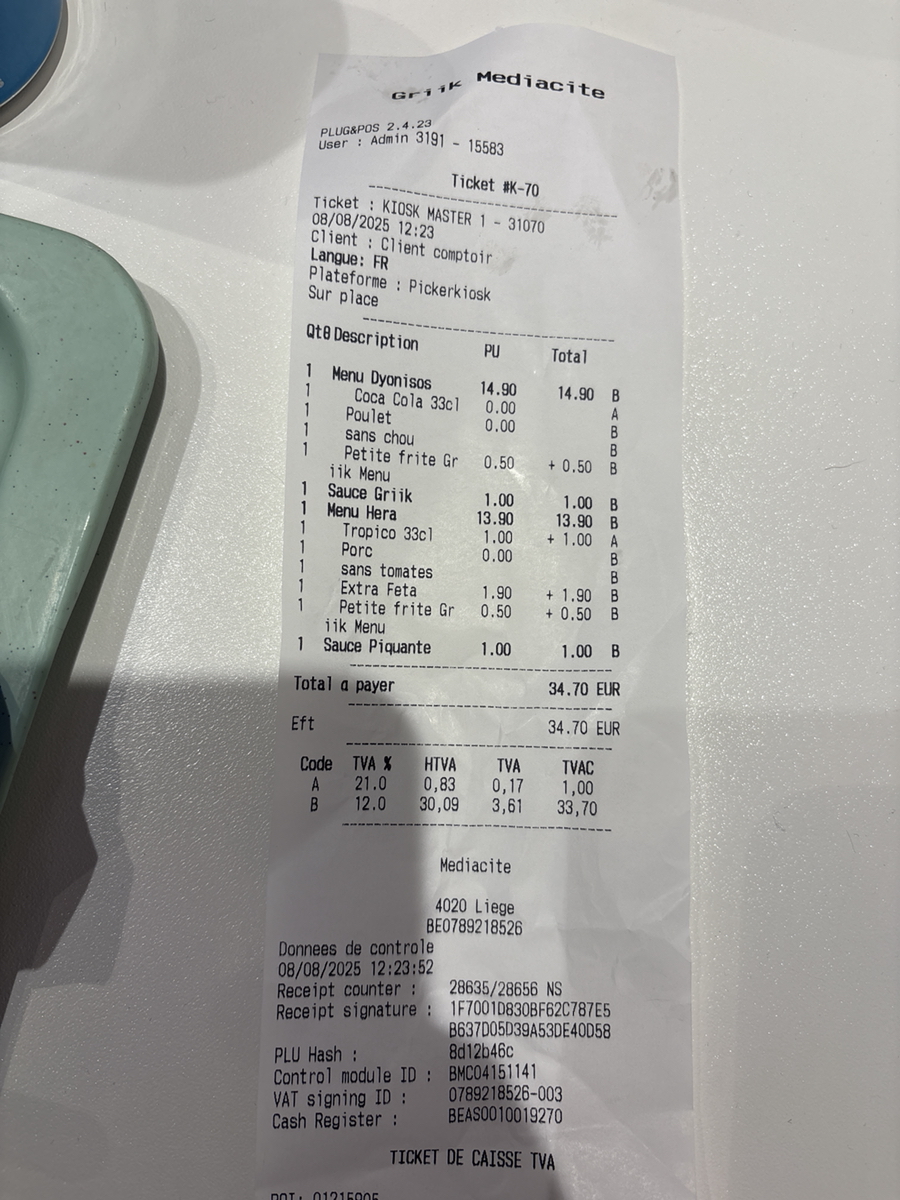 Griik Mediacite
PLUG&POS 2.4.23
User : Admin 3191 - 15583
Ticket #K-70
Ticket : KIOSK MASTER 1 - 31070
08/08/2025 12:23
Client : Client comptoir
Langue: FR
Plateforme : Pickerkiosk
Sur place
Qt@ Description PU Total
1 Menu Dyonisos 14.90 14.90 B
1 Coca Cola 33cl 0.00 A
1 Poulet 0.00 B
1 sans chou B
1 Petite frite Gr 0.50 + 0.50 B
iik Menu
1 Sauce Griik 1.00 1.00 B
1 Menu Hera 13.90 13.90 B
1 Tropico 33cl 1.00 + 1.00 A
1 Porc 0.00 B
1 sans tomates B
1 Extra Feta 1.90 + 1.90 B
1 Petite frite Gr 0.50 + 0.50 B
iik Menu
1 Sauce Piquante 1.00 1.00 B
Total a payer 34.70 EUR
Eft 34.70 EUR
Code TVA % HTVA TVA TVAC
A 21.0 0,83 0,17 1,00
B 12.0 30,09 3,61 33,70
Mediacite
4020 Liege
BE0789218526
Donnees de controle
08/08/2025 12:23:52
Receipt counter : 28635/28656 NS
Receipt signature : 1F7001D830BF62C787E5
B637D05D39A53DE40D58
PLU Hash : 8d12b46c
Control module ID : BMC04151141
VAT signing ID : 0789218526-003
Cash Register : BEAS0010019270
TICKET DE CAISSE TVA